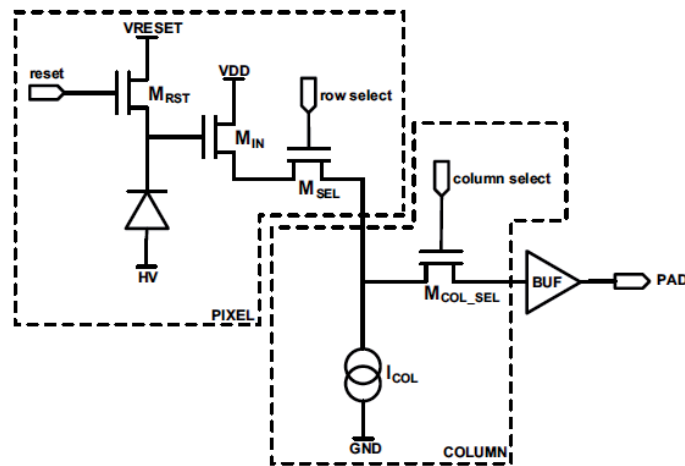 VRESET
reset
MRST
VDD
MIN
row select
MSEL
HV
PIXEL
column select
MCOL_SEL
BUF
PAD
ICOL
GND
COLUMN